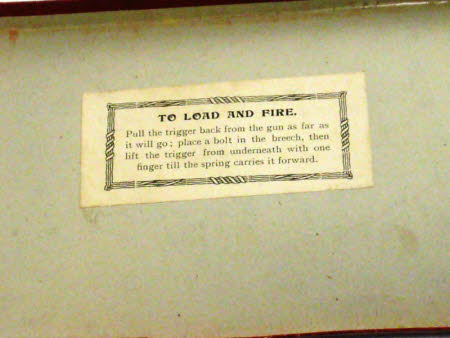 TO LOAD AND FIRE.
Pull the trigger back from the gun as far as
it will go; place a bolt in the breech, then
lift the trigger from underneath with one
finger till the spring carries it forward.